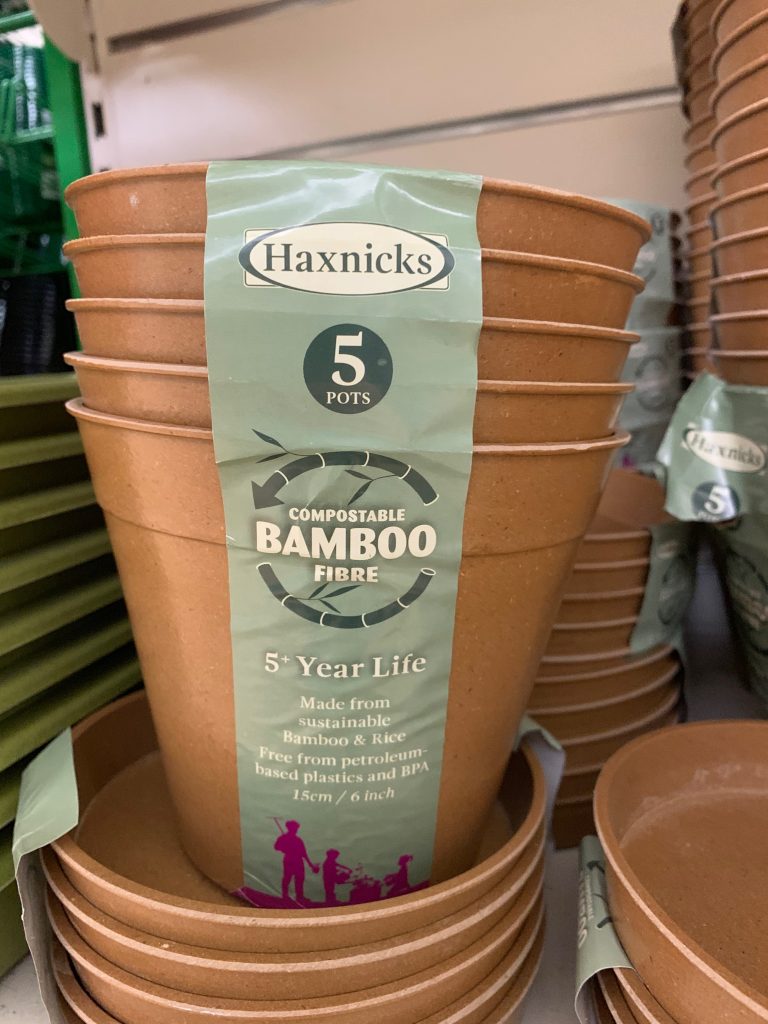 Haxnicks
5
POTS
COMPOSTABLE
BAMBOO
FIBRE
5+ Year Life
Made from
sustainable
Bamboo & Rice
Free from petroleum-
based plastics and BPA
15cm / 6 inch
Haxnicks
5